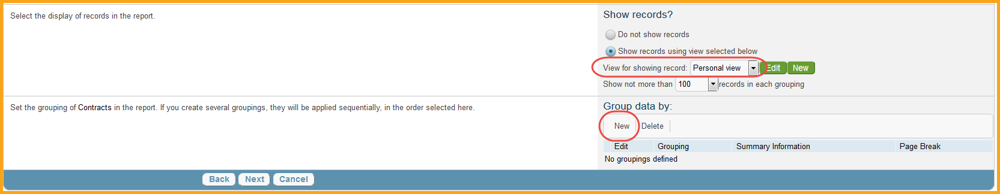 Select the display of records in the report.
Show records?
Do not show records
Show records using view selected below
View for showing record: Personal view Edit New
Show not more than 100 records in each grouping
Set the grouping of Contracts in the report. If you create several groupings, they will be applied sequentially, in the order selected here.
Group data by:
New Delete
Edit Grouping Summary Information Page Break
No groupings defined
Back Next Cancel